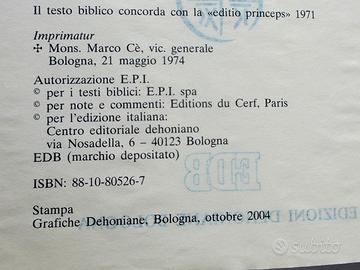 Il testo biblico concorda con la «editio princeps» 1971
Imprimatur
✠ Mons. Marco Cè, vic. generale
Bologna, 21 maggio 1974
Autorizzazione E.P.I.
© per i testi biblici: E.P.I. spa
© per note e commenti: Editions du Cerf, Paris
© per l'edizione italiana:
Centro editoriale dehoniano
via Nosadella, 6 – 40123 Bologna
EDB (marchio depositato)
ISBN: 88-10-80526-7
EDB
Stampa
Grafiche Dehoniane, Bologna, ottobre 2004
subito